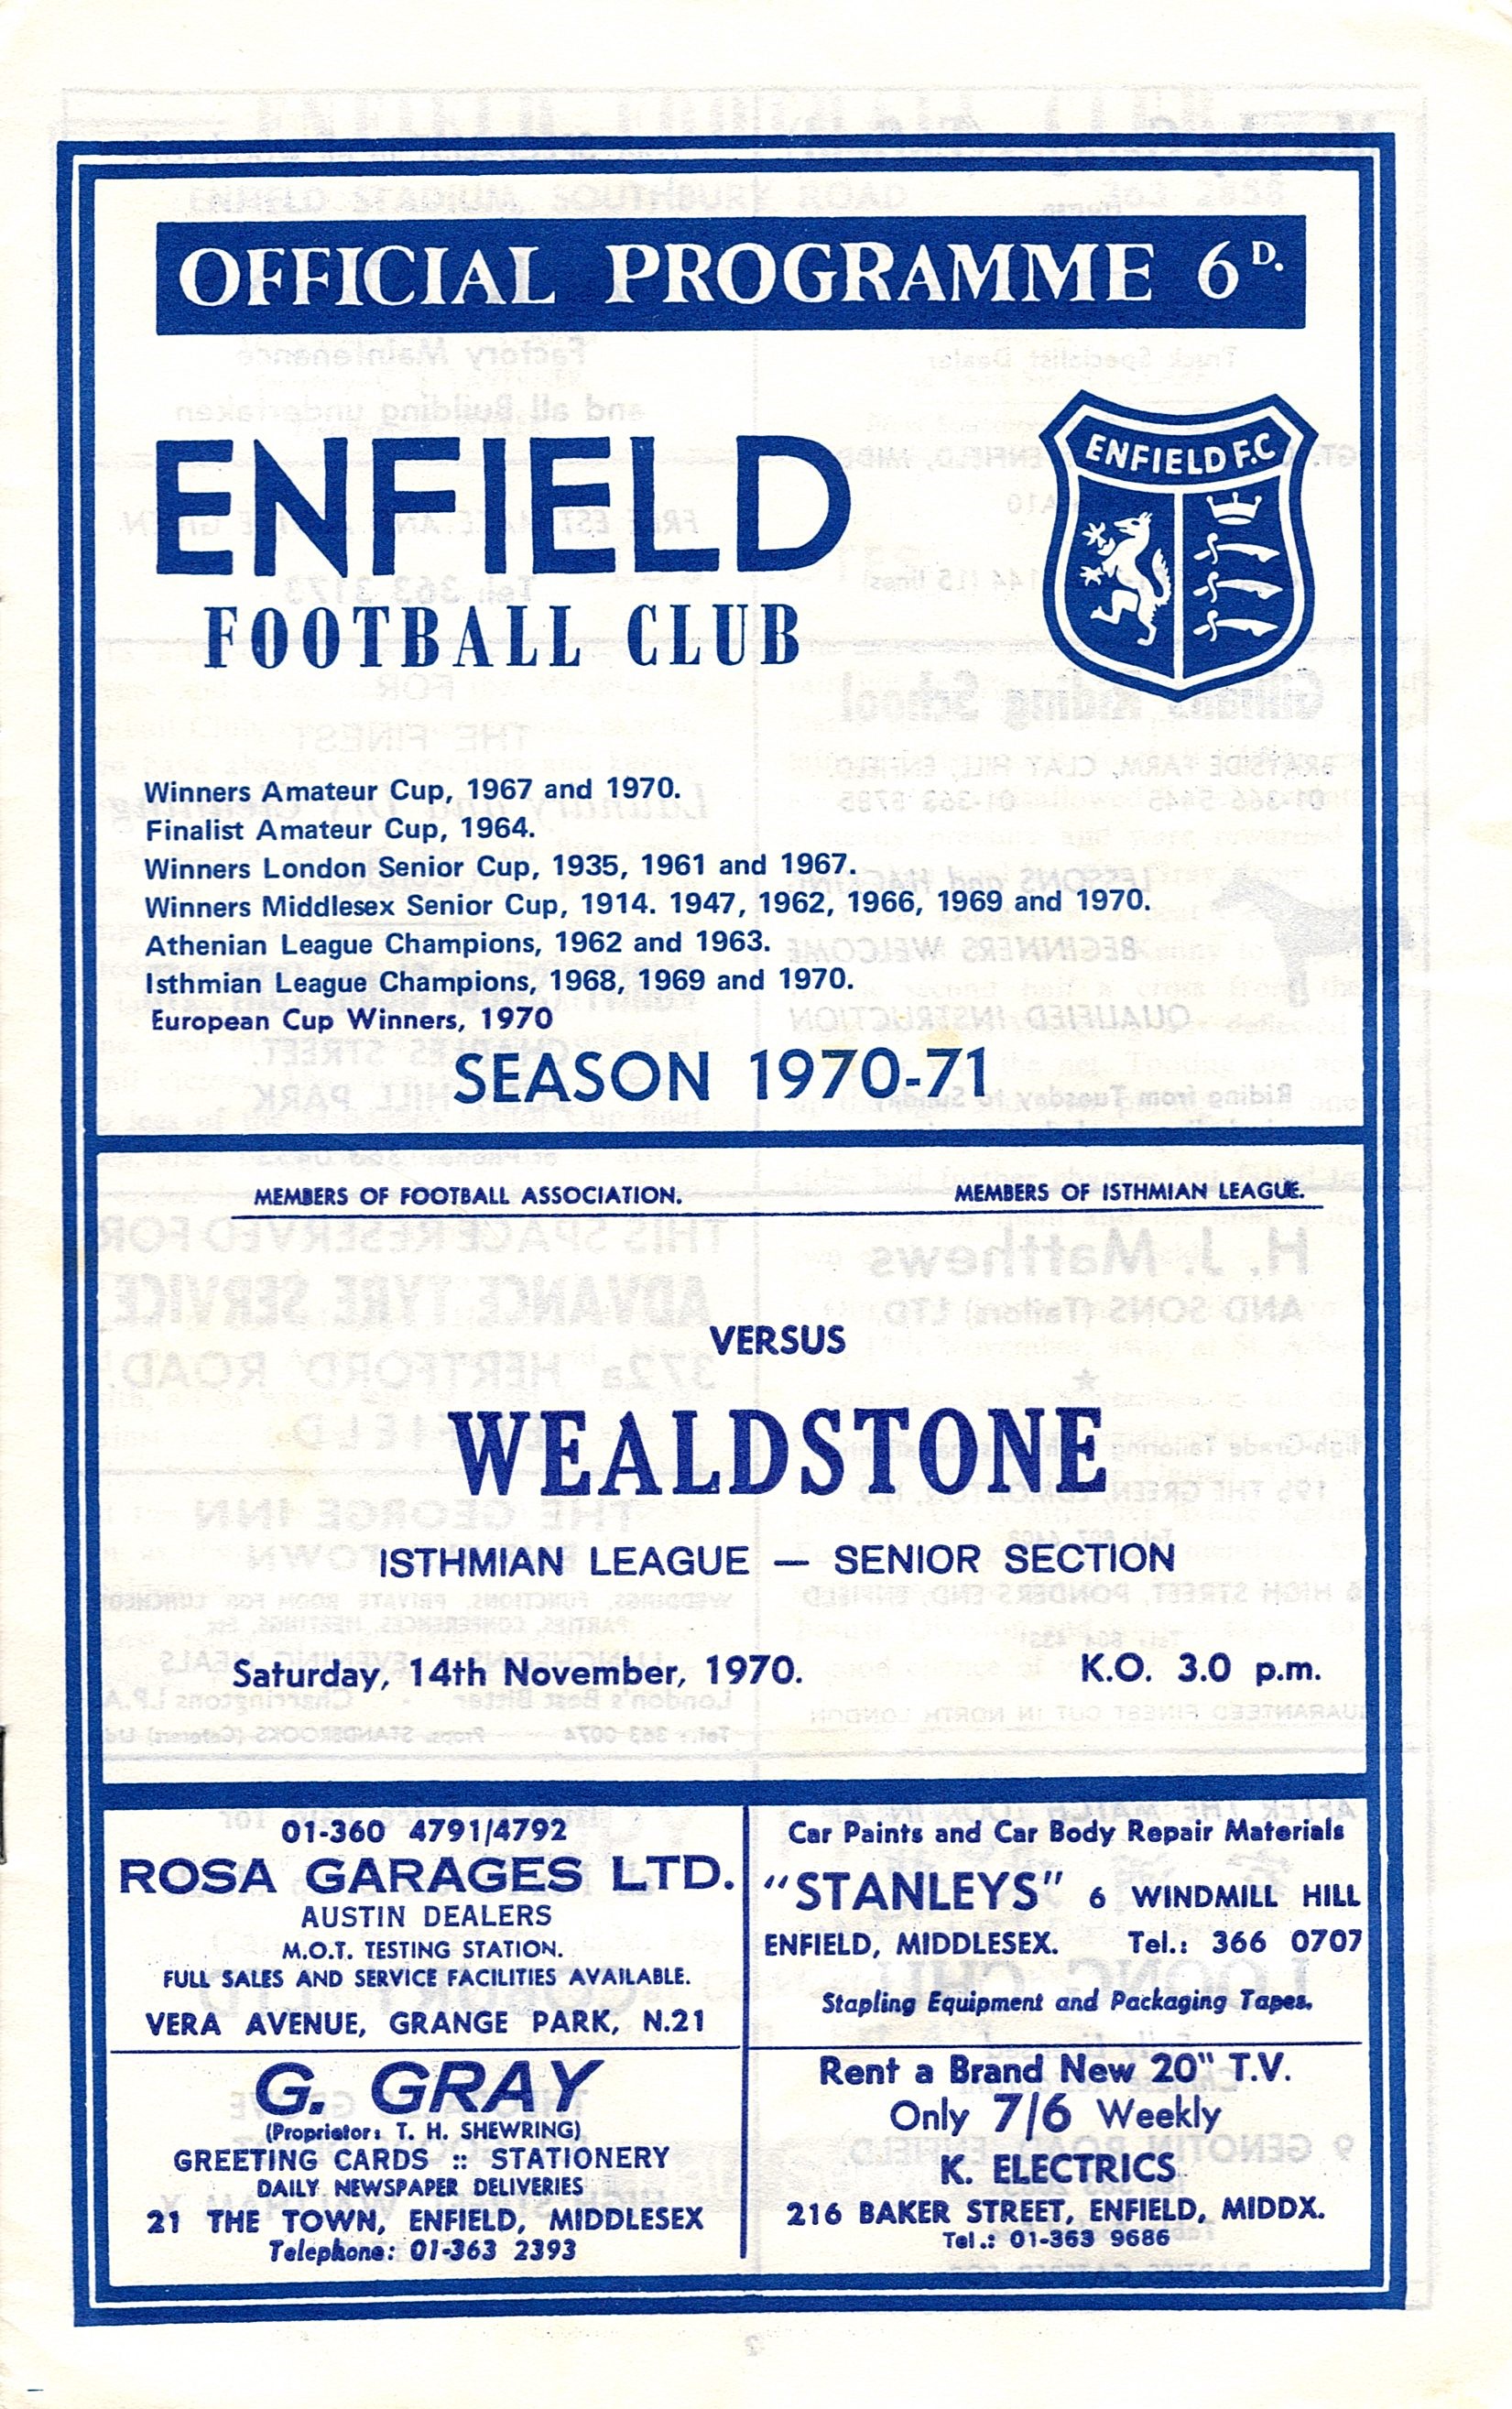 OFFICIAL PROGRAMME 6D.
ENFIELD
FOOTBALL CLUB
ENFIELD F.C
Winners Amateur Cup, 1967 and 1970.
Finalist Amateur Cup, 1964.
Winners London Senior Cup, 1935, 1961 and 1967.
Winners Middlesex Senior Cup, 1914. 1947, 1962, 1966, 1969 and 1970.
Athenian League Champions, 1962 and 1963.
Isthmian League Champions, 1968, 1969 and 1970.
European Cup Winners, 1970
SEASON 1970-71
MEMBERS OF FOOTBALL ASSOCIATION. MEMBERS OF ISTHMIAN LEAGUE.
VERSUS
WEALDSTONE
ISTHMIAN LEAGUE — SENIOR SECTION
Saturday, 14th November, 1970. K.O. 3.0 p.m.
01-360 4791/4792
ROSA GARAGES LTD.
AUSTIN DEALERS
M.O.T. TESTING STATION.
FULL SALES AND SERVICE FACILITIES AVAILABLE.
VERA AVENUE, GRANGE PARK, N.21
Car Paints and Car Body Repair Materials
"STANLEYS" 6 WINDMILL HILL
ENFIELD, MIDDLESEX. Tel.: 366 0707
Stapling Equipment and Packaging Tapes.
G. GRAY
(Proprietor: T. H. SHEWRING)
GREETING CARDS :: STATIONERY
DAILY NEWSPAPER DELIVERIES
21 THE TOWN, ENFIELD, MIDDLESEX
Telephone: 01-363 2393
Rent a Brand New 20" T.V.
Only 7/6 Weekly
K. ELECTRICS
216 BAKER STREET, ENFIELD, MIDDX.
Tel.: 01-363 9686